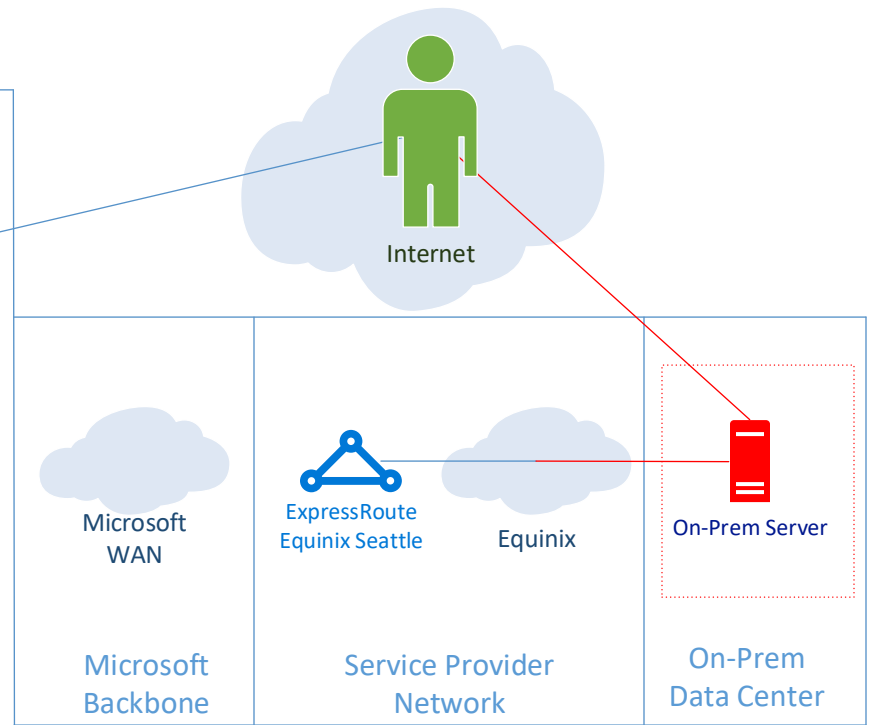 Internet
Microsoft
WAN
ExpressRoute
Equinix Seattle
Equinix
On-Prem Server
Microsoft
Backbone
Service Provider
Network
On-Prem
Data Center